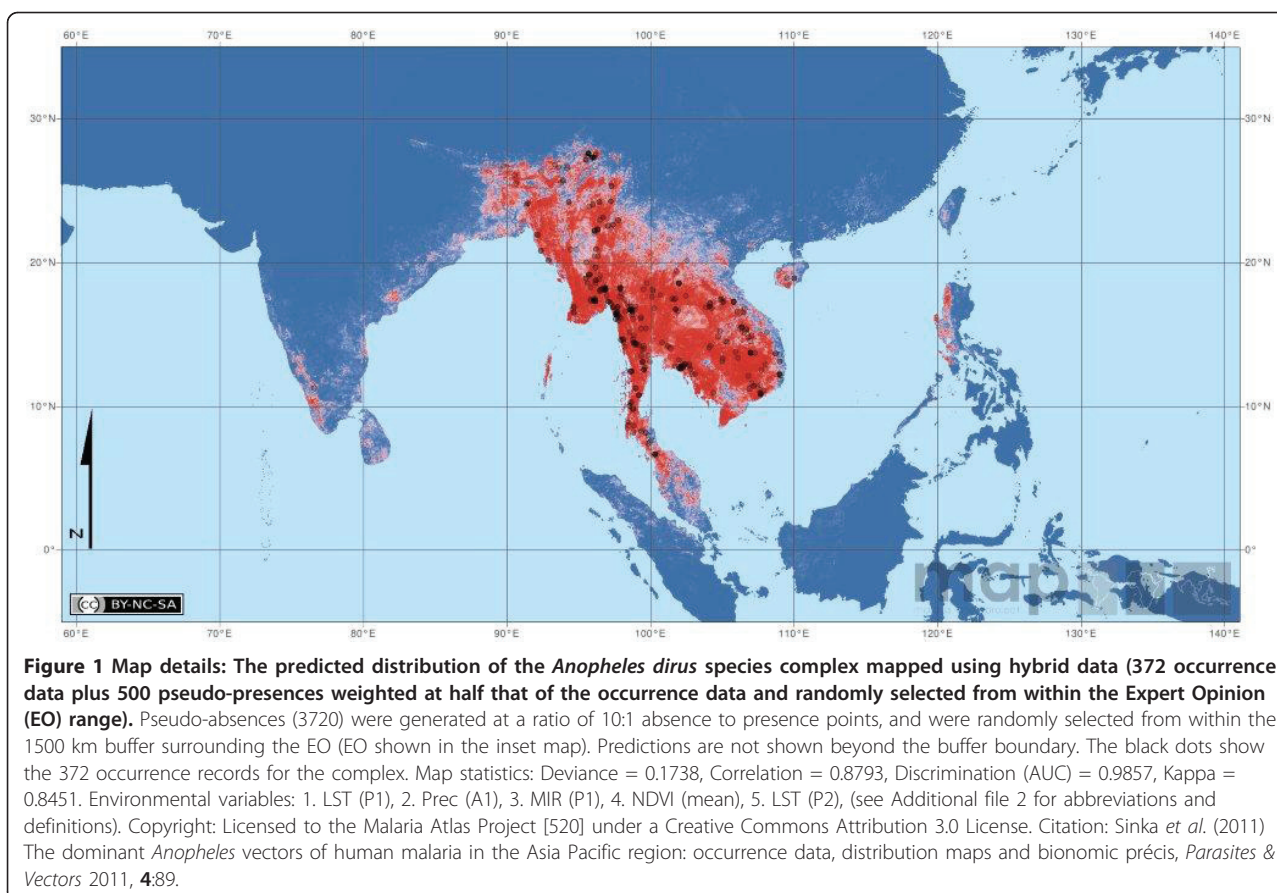 60°E 70°E 80°E 90°E 100°E 110°E 120°E 130°E 140°E
30°N 30°N
20°N 20°N
10°N 10°N
N
0° 0°
map
CC BY-NC-SA
60°E 70°E 80°E 90°E 100°E 110°E 120°E 130°E 140°E
Figure 1 Map details: The predicted distribution of the Anopheles dirus species complex mapped using hybrid data (372 occurrence
data plus 500 pseudo-presences weighted at half that of the occurrence data and randomly selected from within the Expert Opinion
(EO) range). Pseudo-absences (3720) were generated at a ratio of 10:1 absence to presence points, and were randomly selected from within the
1500 km buffer surrounding the EO (EO shown in the inset map). Predictions are not shown beyond the buffer boundary. The black dots show
the 372 occurrence records for the complex. Map statistics: Deviance = 0.1738, Correlation = 0.8793, Discrimination (AUC) = 0.9857, Kappa =
0.8451. Environmental variables: 1. LST (P1), 2. Prec (A1), 3. MIR (P1), 4. NDVI (mean), 5. LST (P2), (see Additional file 2 for abbreviations and
definitions). Copyright: Licensed to the Malaria Atlas Project [520] under a Creative Commons Attribution 3.0 License. Citation: Sinka et al. (2011)
The dominant Anopheles vectors of human malaria in the Asia Pacific region: occurrence data, distribution maps and bionomic précis, Parasites &
Vectors 2011, 4:89.